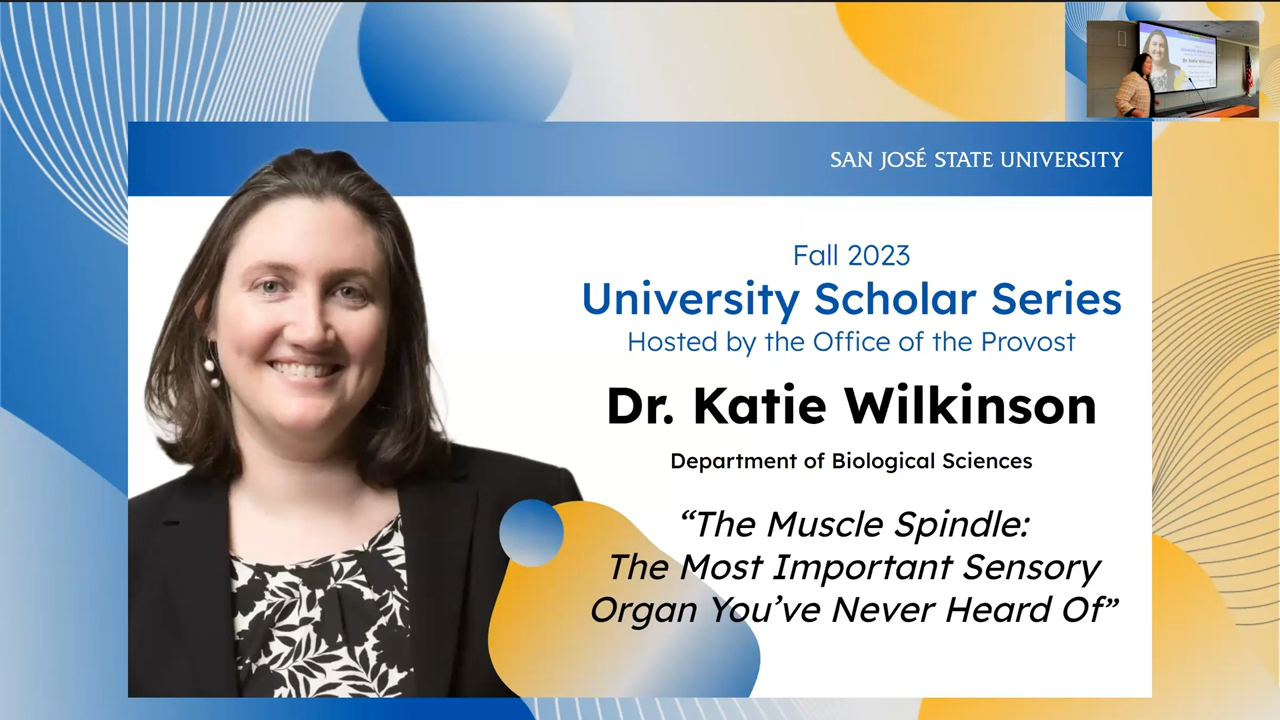 SAN JOSÉ STATE UNIVERSITY
Fall 2023
University Scholar Series
Hosted by the Office of the Provost
Dr. Katie Wilkinson
Department of Biological Sciences
“The Muscle Spindle:
The Most Important Sensory
Organ You’ve Never Heard Of”